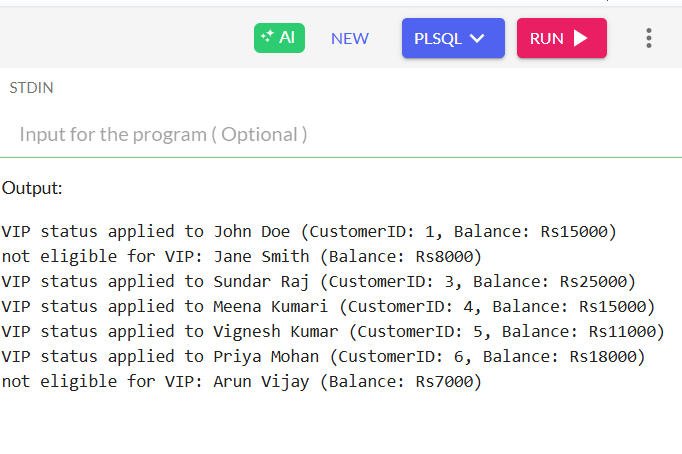 AI NEW PLSQL RUN
STDIN
Input for the program ( Optional )
Output:
VIP status applied to John Doe (CustomerID: 1, Balance: Rs15000)
not eligible for VIP: Jane Smith (Balance: Rs8000)
VIP status applied to Sundar Raj (CustomerID: 3, Balance: Rs25000)
VIP status applied to Meena Kumari (CustomerID: 4, Balance: Rs15000)
VIP status applied to Vignesh Kumar (CustomerID: 5, Balance: Rs11000)
VIP status applied to Priya Mohan (CustomerID: 6, Balance: Rs18000)
not eligible for VIP: Arun Vijay (Balance: Rs7000)